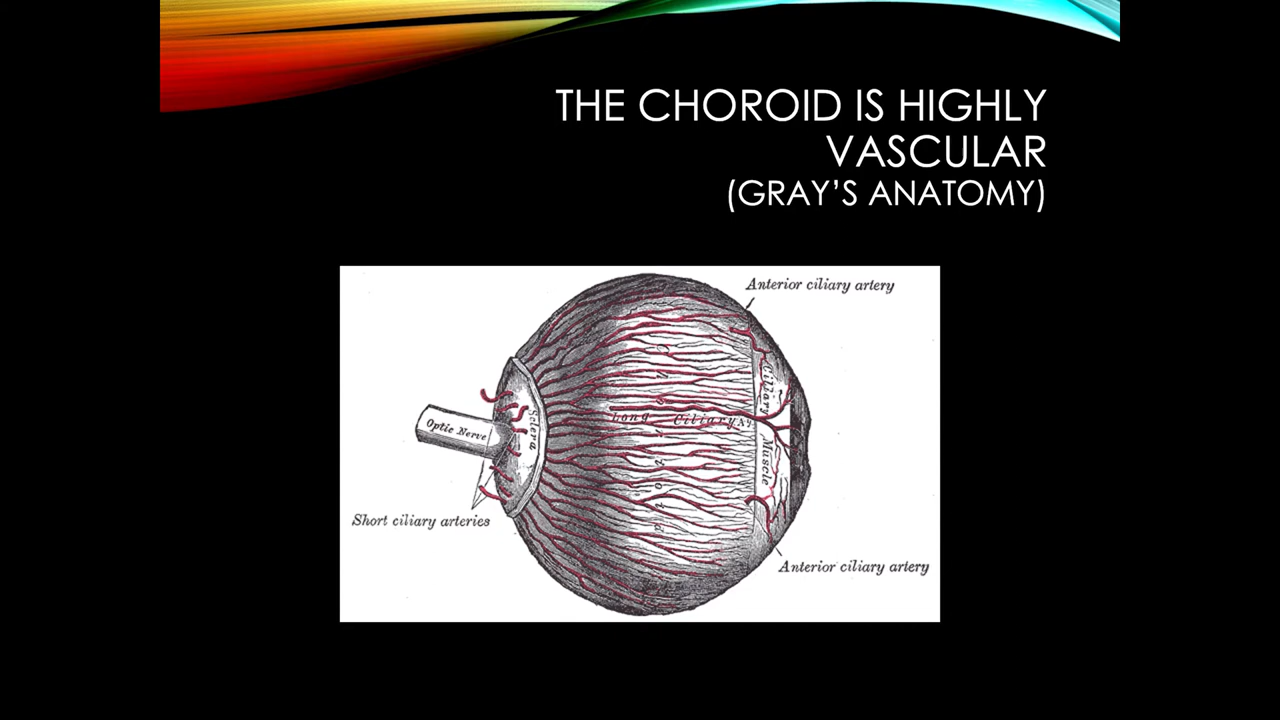 THE CHOROID IS HIGHLY
VASCULAR
(GRAY'S ANATOMY)
Anterior ciliary artery
Ciliary
Long Ciliary
Optic Nerve
Sclera
Muscle
Short ciliary arteries
Anterior ciliary artery